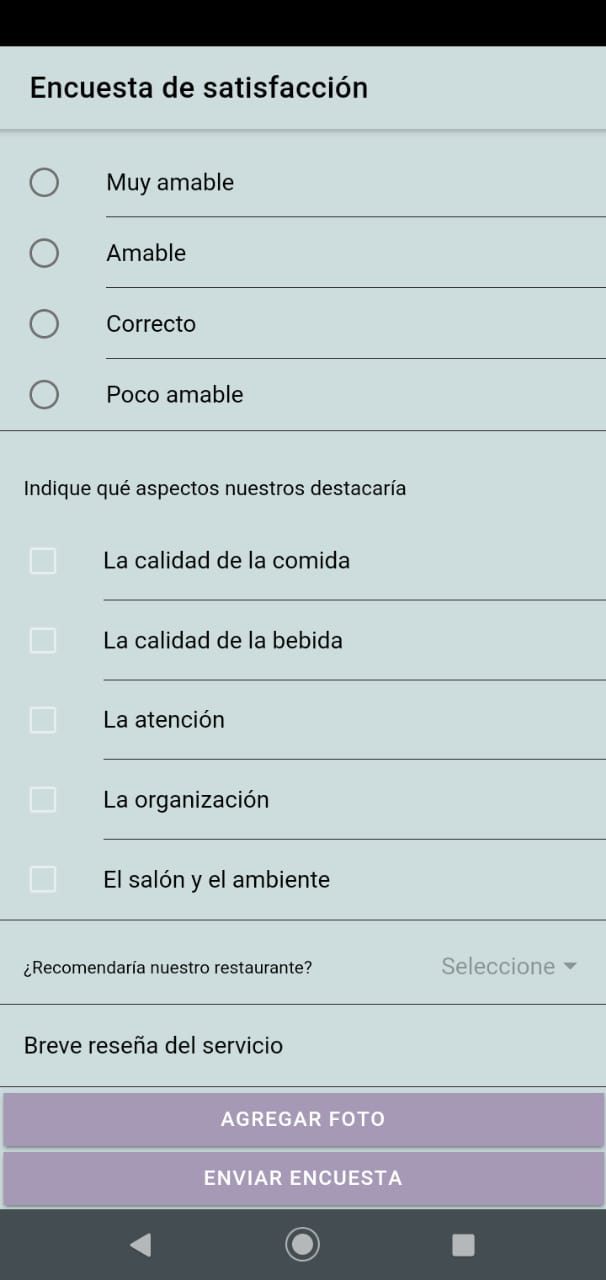 Encuesta de satisfacción
Muy amable
Amable
Correcto
Poco amable
Indique qué aspectos nuestros destacaría
La calidad de la comida
La calidad de la bebida
La atención
La organización
El salón y el ambiente
¿Recomendaría nuestro restaurante? Seleccione
Breve reseña del servicio
AGREGAR FOTO
ENVIAR ENCUESTA